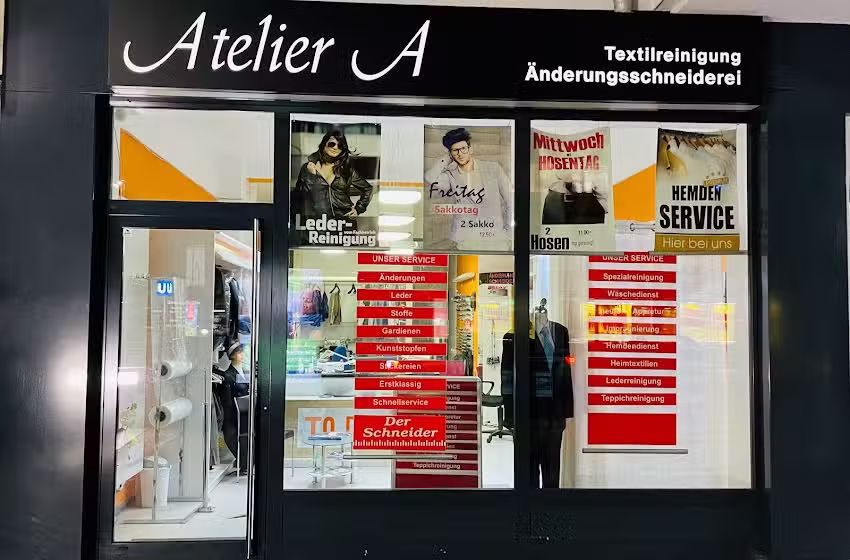 Atelier A
Textilreinigung
Änderungsschneiderei
Leder-
Reinigung
Freitag
Sakkotag
2 Sakko
Mittwoch
HOSENTAG
2
Hosen
HEMDEN
SERVICE
Hier bei uns
UNSER SERVICE
Änderungen
Leder
Stoffe
Gardienen
Kunststopfen
Stickereien
Erstklassig
Schnellservice
Der
Schneider
SERVICE
Teppichreinigung
UNSER SERVICE
Spezialreinigung
Wäschedienst
Imprägnierung
Hemdendienst
Heimtextilien
Lederreinigung
Teppichreinigung